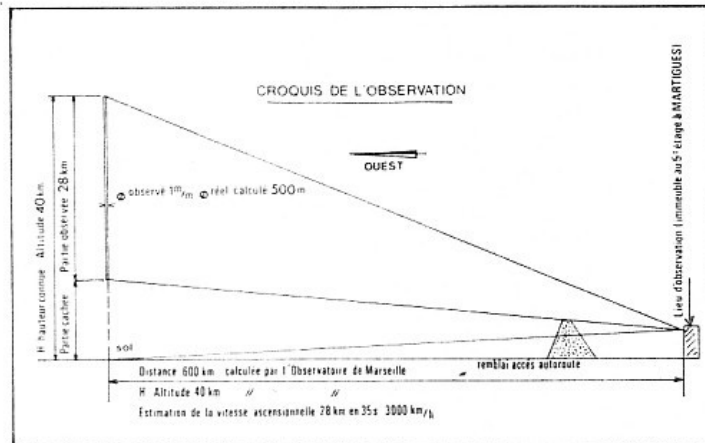 CROQUIS DE L'OBSERVATION
OUEST
H hauteur connue Altitude 40 km.
Partie observée 28 km
Partie cachée
Ø observé 1m/m Ø réel calculé 500 m
Lieu d'observation (immeuble au 5e étage à MARTIGUES)
sol
remblai accès autoroute
Distance 600 km calculée par l'Observatoire de Marseille
H Altitude 40 km " "
Estimation de la vitesse ascensionnelle 28 km en 35s 3000 km/h